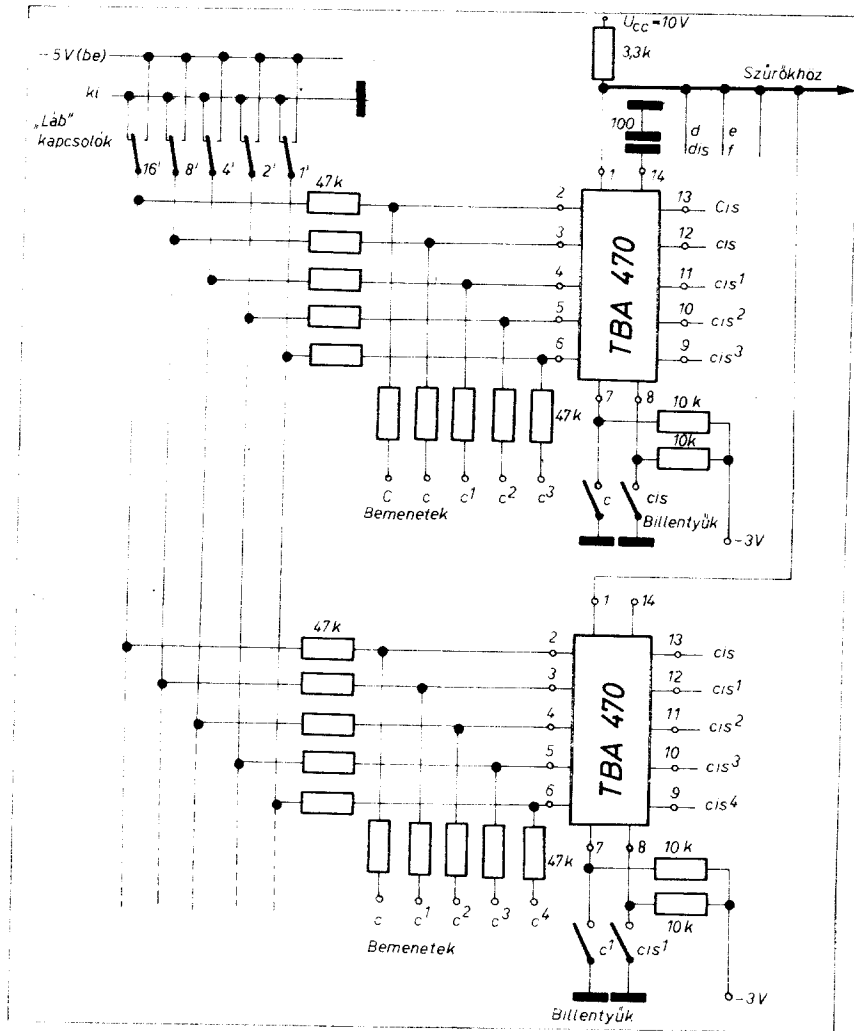 UCC=10V
3,3k
Szűrőkhöz
-5V(be)
ki
„Láb”
kapcsolók
16' 8' 4' 2' 1'
100
d
dis
e
f
47k
1 14
2
3
4
5
6
TBA 470
13 Cis
12 cis
11 cis1
10 cis2
9 cis3
7 8
47k
10 k
10k
C c c1 c2 c3
Bemenetek
c cis
Billentyűk
-3V
1 14
47k
2
3
4
5
6
TBA 470
13 cis
12 cis1
11 cis2
10 cis3
9 cis4
7 8
47k
10 k
10k
c c1 c2 c3 c4
Bemenetek
c1 cis1
Billentyűk
-3V